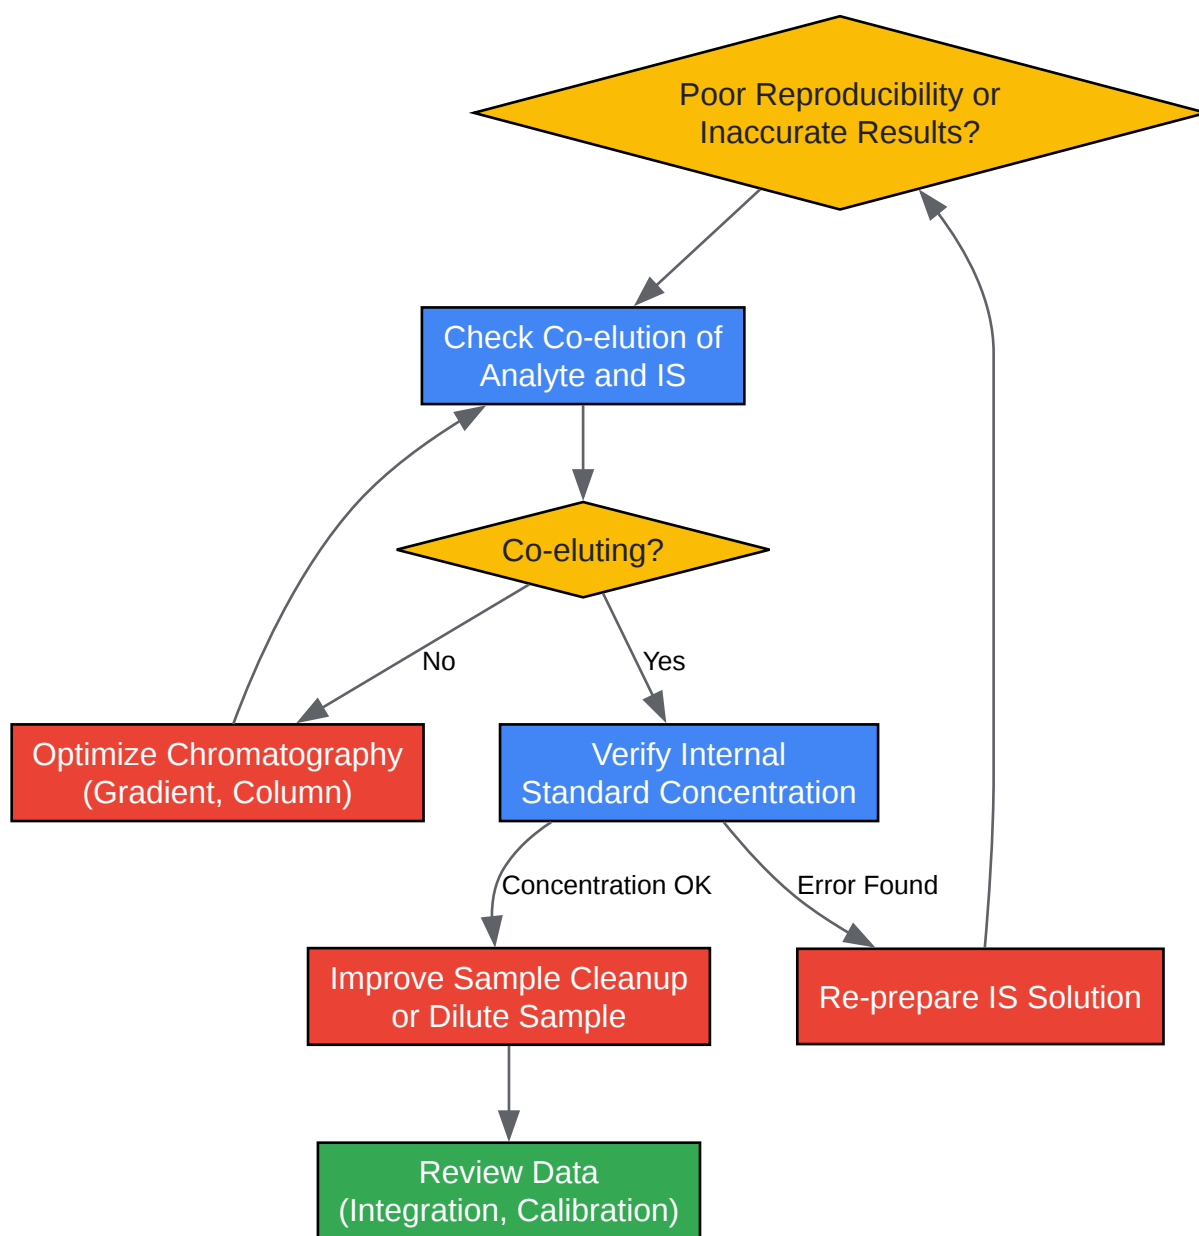 Poor Reproducibility or
Inaccurate Results?
Check Co-elution of
Analyte and IS
Co-eluting?
No
Yes
Optimize Chromatography
(Gradient, Column)
Verify Internal
Standard Concentration
Concentration OK
Error Found
Improve Sample Cleanup
or Dilute Sample
Re-prepare IS Solution
Review Data
(Integration, Calibration)